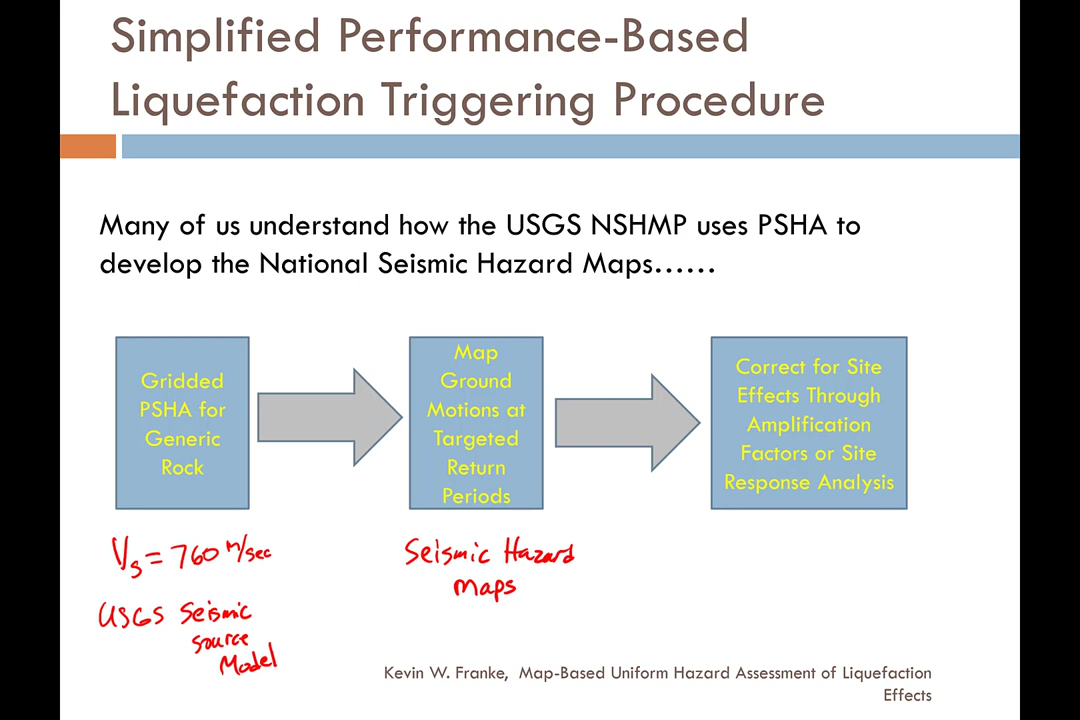 Simplified Performance-Based
Liquefaction Triggering Procedure
Many of us understand how the USGS NSHMP uses PSHA to
develop the National Seismic Hazard Maps......
Gridded
PSHA for
Generic
Rock
Map
Ground
Motions at
Targeted
Return
Periods
Correct for Site
Effects Through
Amplification
Factors or Site
Response Analysis
Vs = 760 m/sec
USGS Seismic
source
Model
Seismic Hazard
Maps
Kevin W. Franke, Map-Based Uniform Hazard Assessment of Liquefaction
Effects